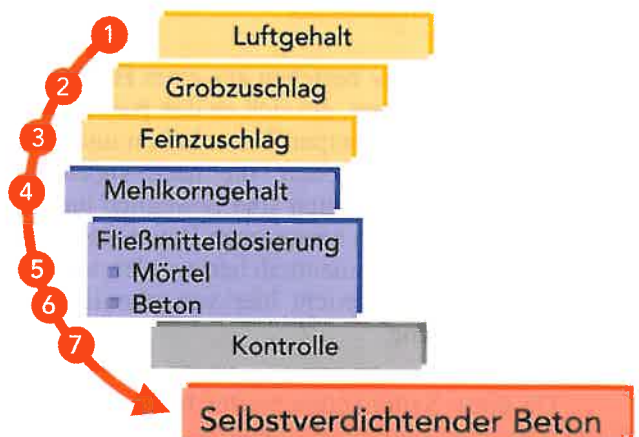 1 Luftgehalt
2 Grobzuschlag
3 Feinzuschlag
4 Mehlkorngehalt
Fließmitteldosierung
5 Mörtel
6 Beton
7 Kontrolle
Selbstverdichtender Beton